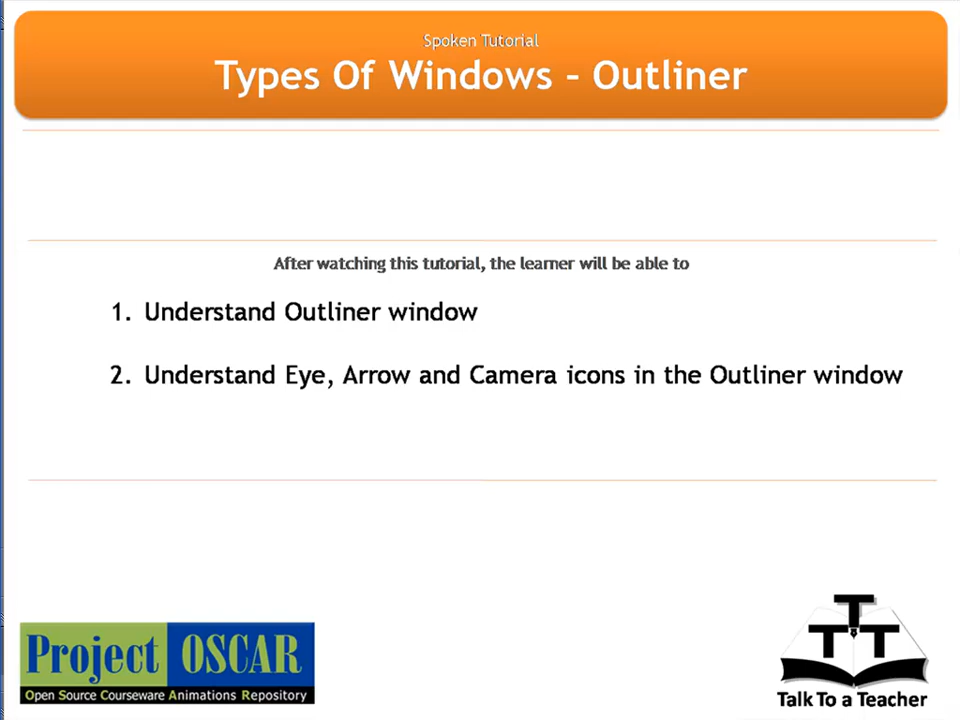 Spoken Tutorial
Types Of Windows – Outliner
After watching this tutorial, the learner will be able to
1. Understand Outliner window
2. Understand Eye, Arrow and Camera icons in the Outliner window
Project OSCAR
Open Source Courseware Animations Repository
T T T
Talk To a Teacher